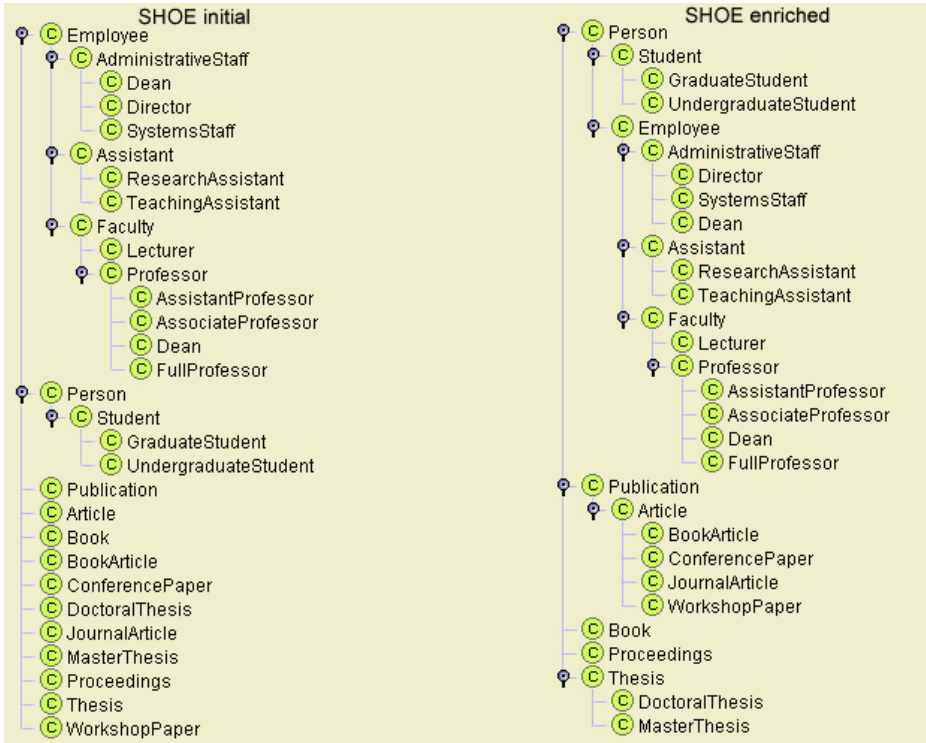 SHOE initial
Employee
AdministrativeStaff
Dean
Director
SystemsStaff
Assistant
ResearchAssistant
TeachingAssistant
Faculty
Lecturer
Professor
AssistantProfessor
AssociateProfessor
Dean
FullProfessor
Person
Student
GraduateStudent
UndergraduateStudent
Publication
Article
Book
BookArticle
ConferencePaper
DoctoralThesis
JournalArticle
MasterThesis
Proceedings
Thesis
WorkshopPaper
SHOE enriched
Person
Student
GraduateStudent
UndergraduateStudent
Employee
AdministrativeStaff
Director
SystemsStaff
Dean
Assistant
ResearchAssistant
TeachingAssistant
Faculty
Lecturer
Professor
AssistantProfessor
AssociateProfessor
Dean
FullProfessor
Publication
Article
BookArticle
ConferencePaper
JournalArticle
WorkshopPaper
Book
Proceedings
Thesis
DoctoralThesis
MasterThesis